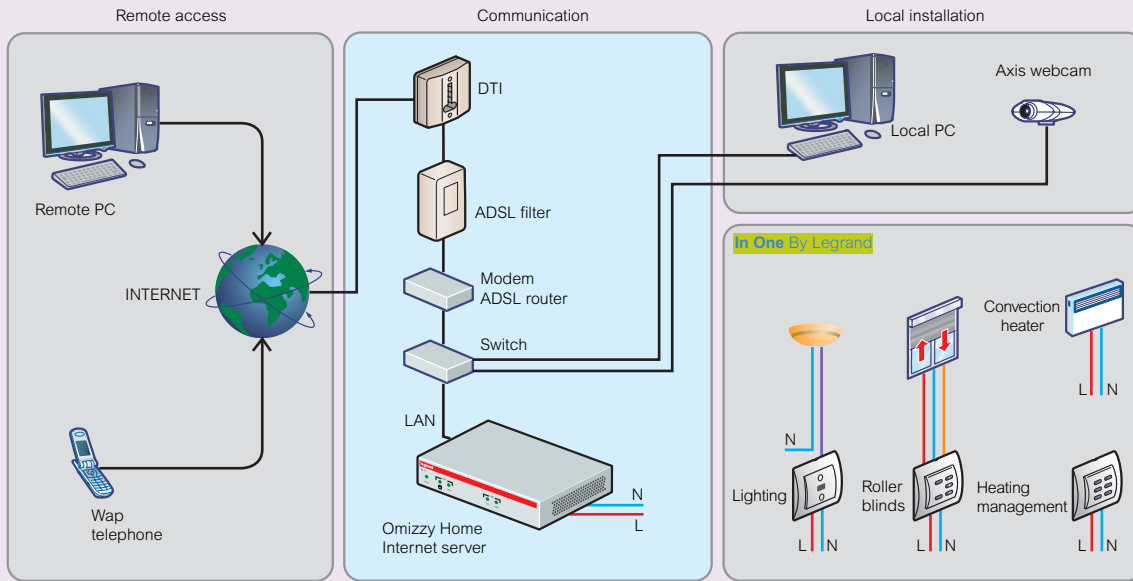 Remote access
Communication
Local installation
Remote PC
INTERNET
Wap
telephone
DTI
ADSL filter
Modem
ADSL router
Switch
LAN
N
L
Omizzy Home
Internet server
Local PC
Axis webcam
In One By Legrand
Convection
heater
L N
N
Lighting
L N
Roller
blinds
L N
Heating
management
L N